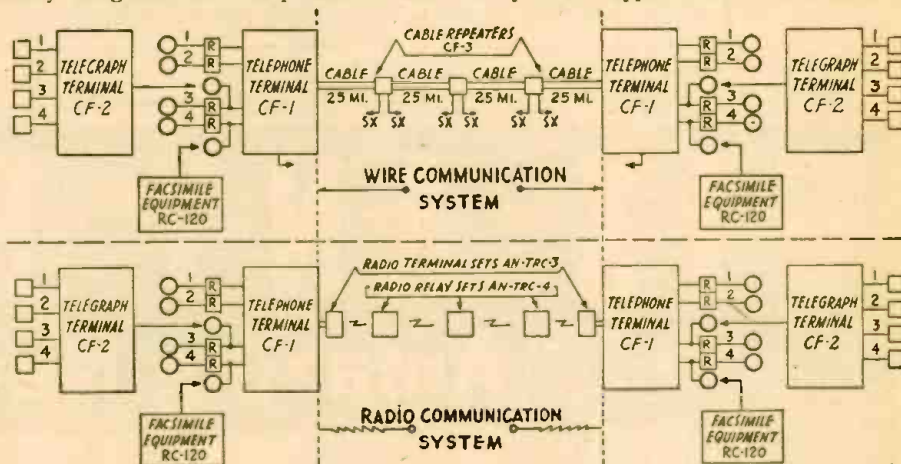 1
2
3
4
TELEGRAPH
TERMINAL
CF-2
1
2
3
4
R
R
R
R
FACSIMILE
EQUIPMENT
RC-120
TELEPHONE
TERMINAL
CF-1
CABLE REPEATERS
CF-3
CABLE CABLE CABLE CABLE
25 MI. 25 MI. 25 MI. 25 MI.
SX SX SX SX SX SX
WIRE COMMUNICATION
SYSTEM
TELEPHONE
TERMINAL
CF-1
R
R
R
R
1
2
3
4
FACSIMILE
EQUIPMENT
RC-120
TELEGRAPH
TERMINAL
CF-2
1
2
3
4
1
2
3
4
TELEGRAPH
TERMINAL
CF-2
1
2
3
4
R
R
R
R
FACSIMILE
EQUIPMENT
RC-120
TELEPHONE
TERMINAL
CF-1
RADIO TERMINAL SETS AN-TRC-3
RADIO RELAY SETS AN-TRC-4
RADIO COMMUNICATION
SYSTEM
TELEPHONE
TERMINAL
CF-1
R
R
R
R
1
2
3
4
FACSIMILE
EQUIPMENT
RC-120
TELEGRAPH
TERMINAL
CF-2
1
2
3
4